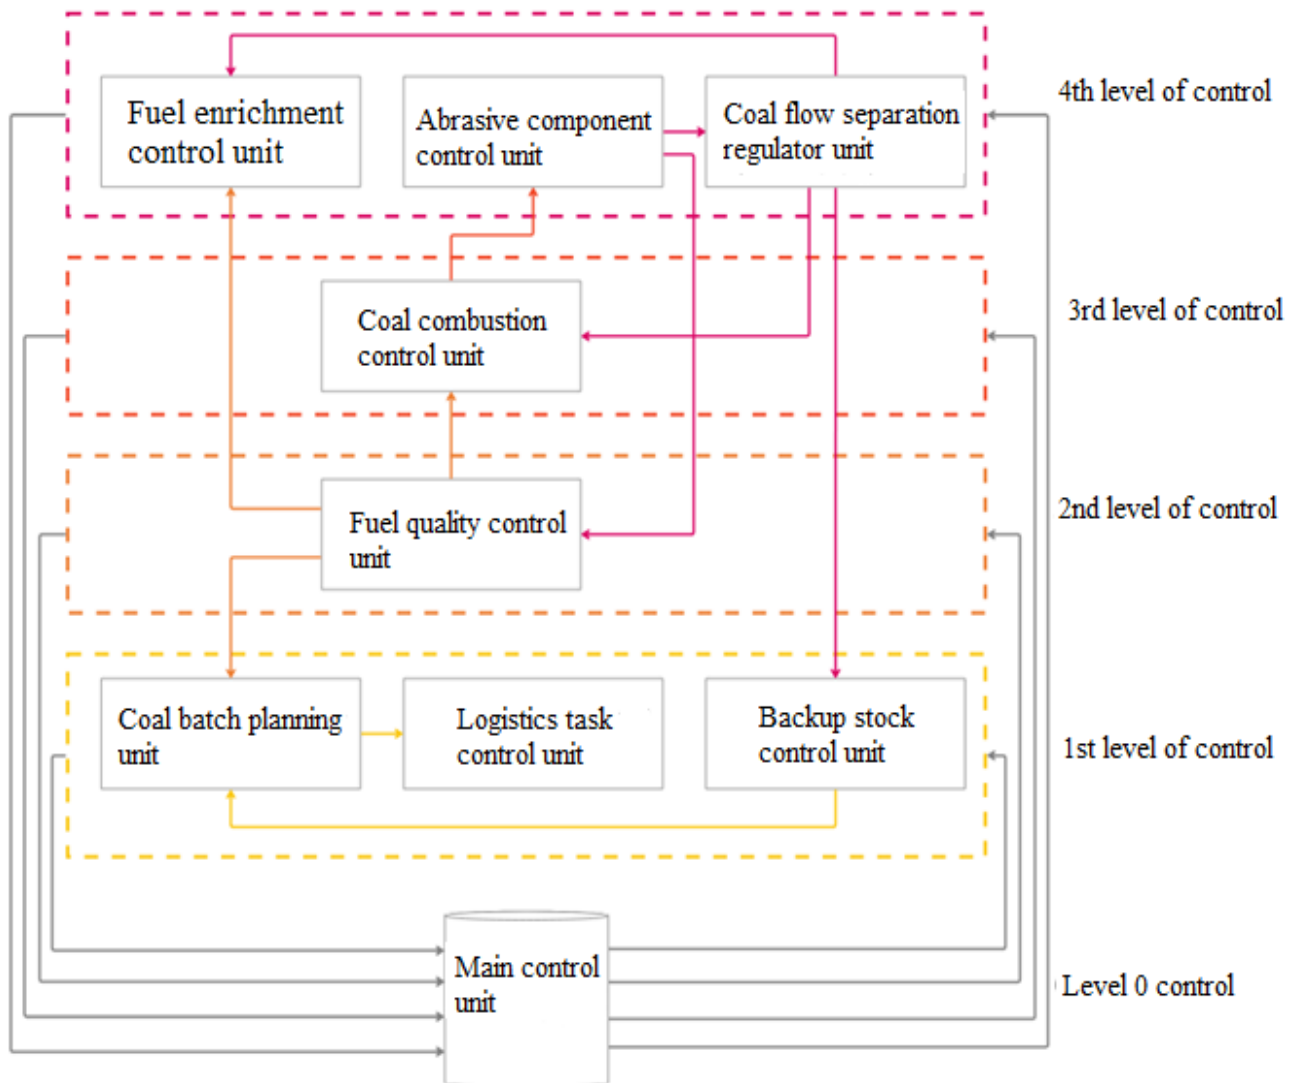 Fuel enrichment
control unit
Abrasive component
control unit
Coal flow separation
regulator unit
4th level of control
Coal combustion
control unit
3rd level of control
Fuel quality control
unit
2nd level of control
Coal batch planning
unit
Logistics task
control unit
Backup stock
control unit
1st level of control
Main control
unit
Level 0 control